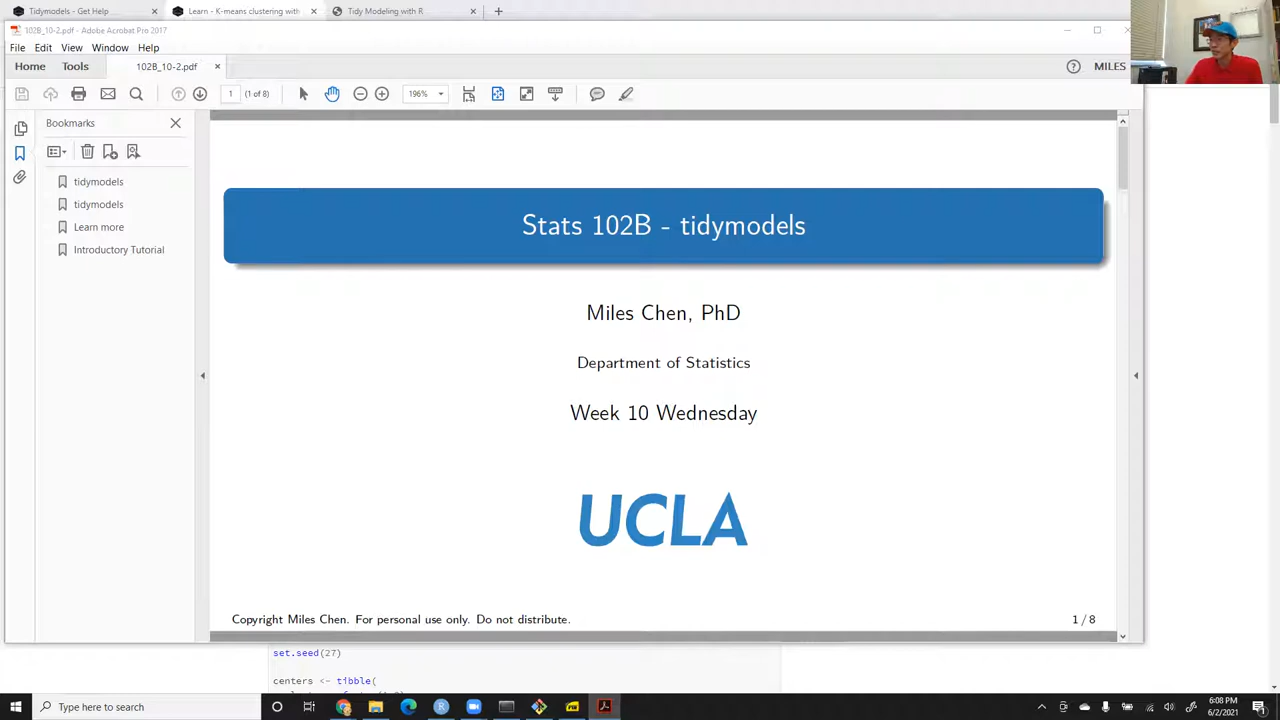 Tidymodels - Get Help
Learn - K-means clustering with
Tidy Modeling with R
102B_10-2.pdf - Adobe Acrobat Pro 2017
File Edit View Window Help
Home Tools 102B_10-2.pdf
MILES
1 (1 of 8) 196%
Bookmarks
tidymodels
tidymodels
Learn more
Introductory Tutorial
Stats 102B - tidymodels
Miles Chen, PhD
Department of Statistics
Week 10 Wednesday
UCLA
Copyright Miles Chen. For personal use only. Do not distribute.
1 / 8
set.seed(27)
centers <- tibble(
Type here to search
6:08 PM
6/2/2021